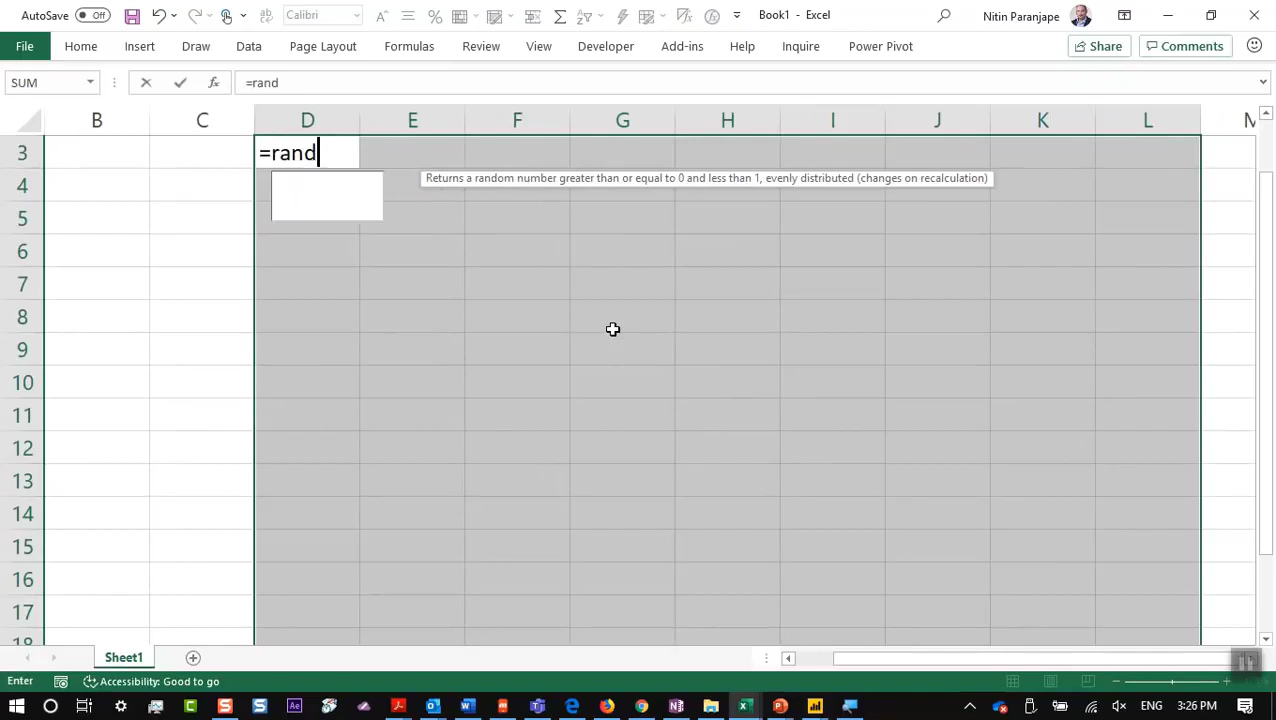 AutoSave Off
Calibri
Book1 - Excel
Nitin Paranjape
File Home Insert Draw Data Page Layout Formulas Review View Developer Add-ins Help Inquire Power Pivot Share Comments
SUM
fx =rand
B C D E F G H I J K L M
3 =rand
Returns a random number greater than or equal to 0 and less than 1, evenly distributed (changes on recalculation)
4
5
6
7
8
9
10
11
12
13
14
15
16
17
18
Sheet1
Enter Accessibility: Good to go
3:26 PM